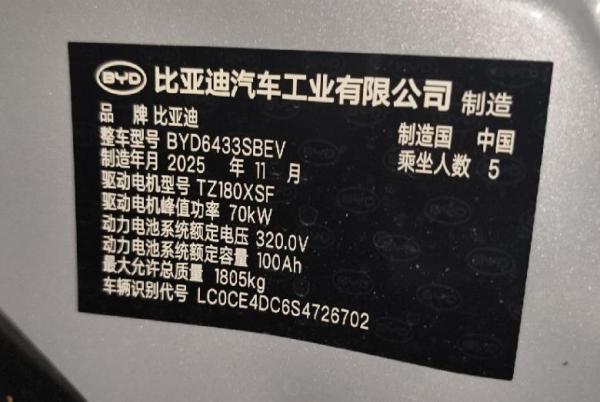 BYD 比亚迪汽车工业有限公司 制造
品 牌 比亚迪
制造国 中国
整车型号 BYD6433SBEV
乘坐人数 5
制造年月 2025 年 11 月
驱动电机型号 TZ180XSF
驱动电机峰值功率 70kW
动力电池系统额定电压 320.0V
动力电池系统额定容量 100Ah
最大允许总质量 1805kg
车辆识别代号 LC0CE4DC6S4726702